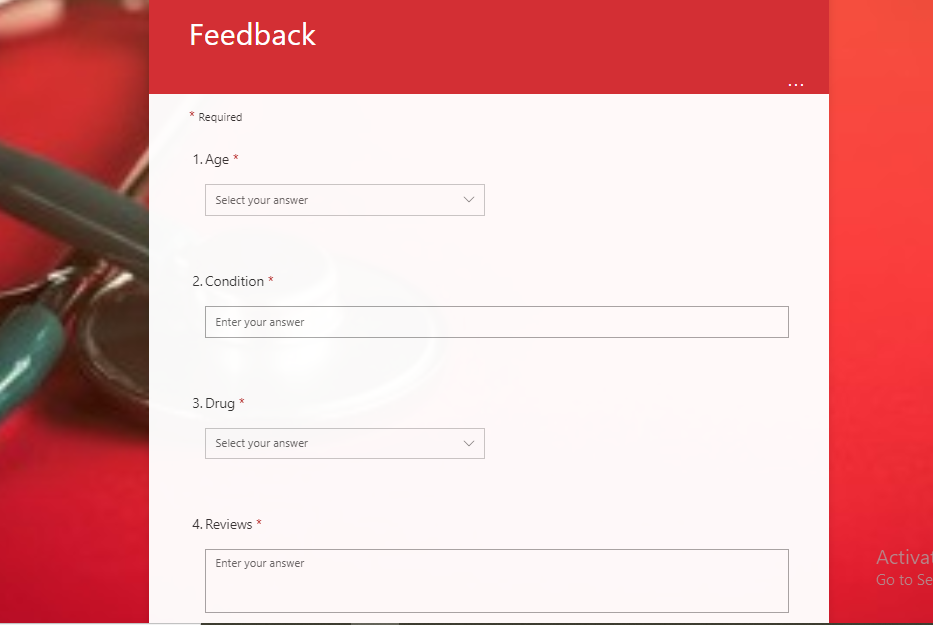 Feedback
...
* Required
1. Age *
Select your answer
2. Condition *
Enter your answer
3. Drug *
Select your answer
4. Reviews *
Enter your answer
Activat
Go to Se